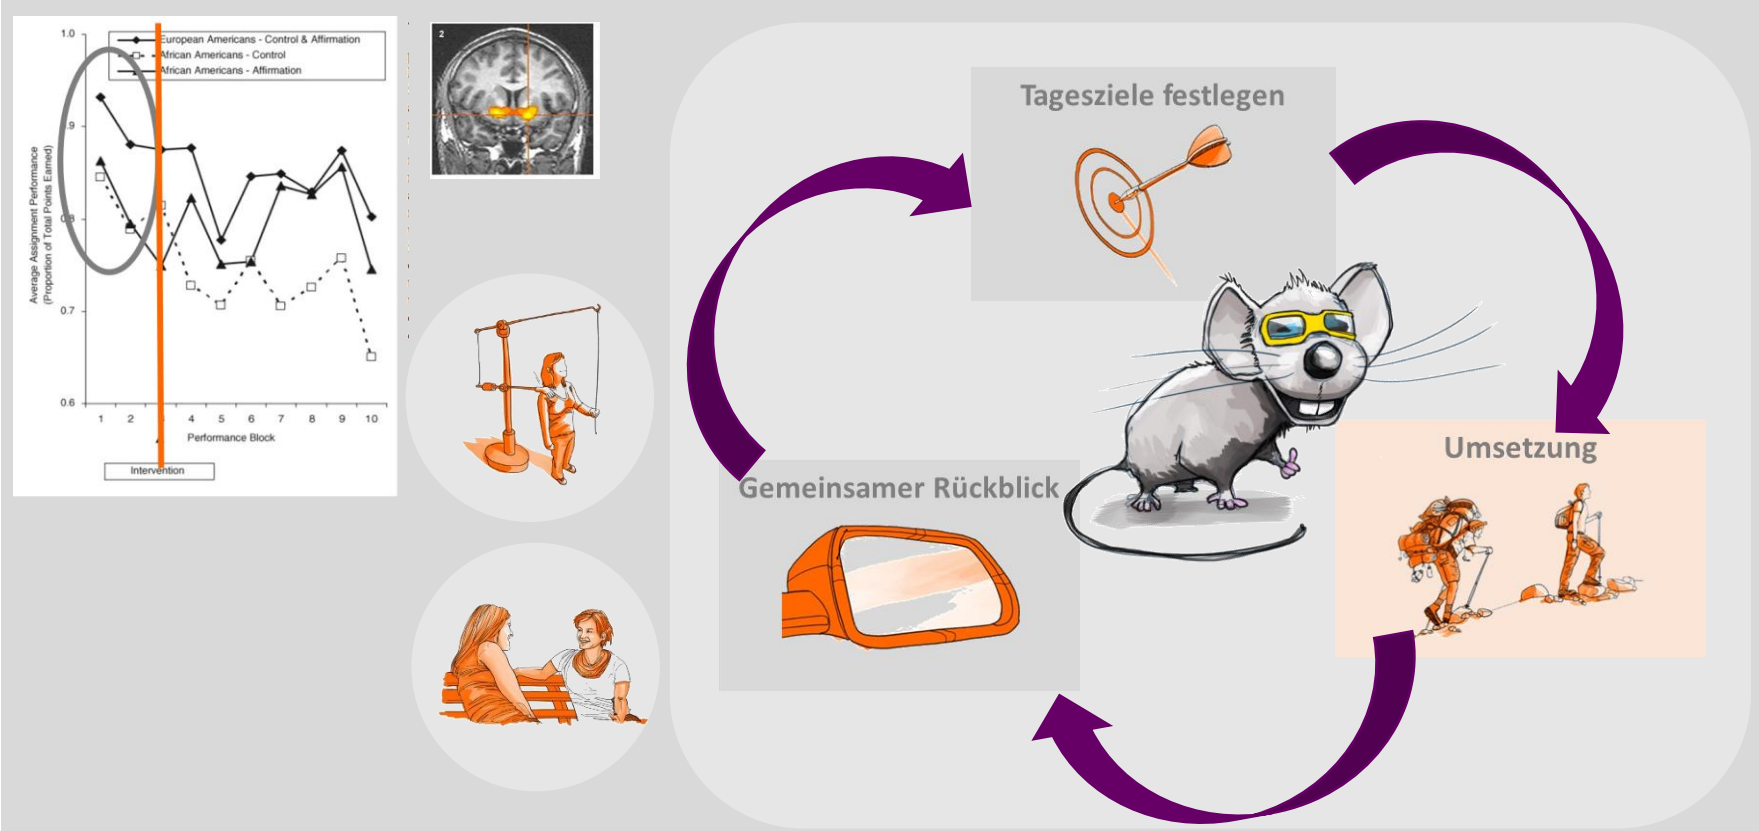 1.0
European Americans - Control & Affirmation
African Americans - Control
African Americans - Affirmation
.9
.8
0.7
0.6
Average Assignment Performance
(Proportion of Total Points Earned)
1 2 3 4 5 6 7 8 9 10
Performance Block
Intervention
2
Tagesziele festlegen
Umsetzung
Gemeinsamer Rückblick